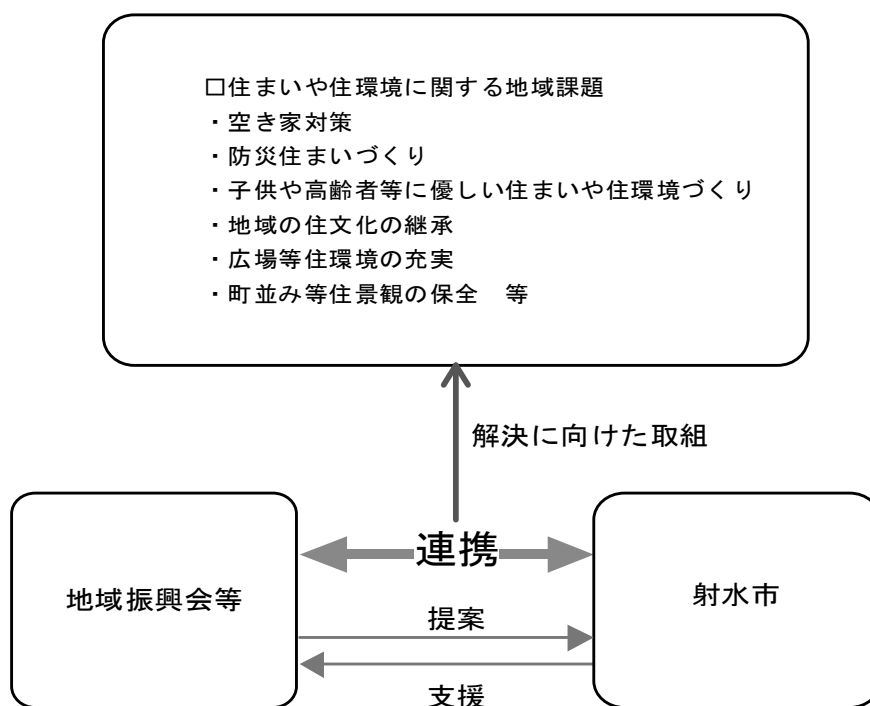 □住まいや住環境に関する地域課題
・空き家対策
・防災住まいづくり
・子供や高齢者等に優しい住まいや住環境づくり
・地域の住文化の継承
・広場等住環境の充実
・町並み等住景観の保全　等
解決に向けた取組
連携
地域振興会等
射水市
提案
支援